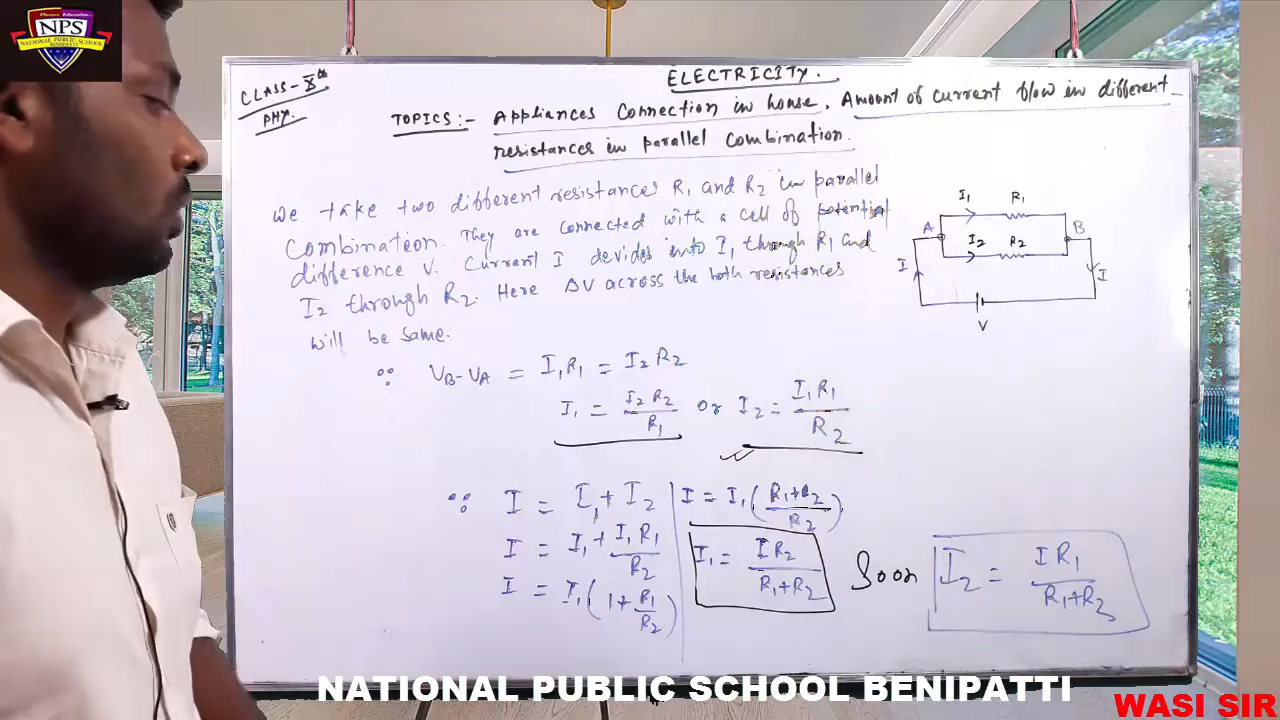 NPS
NATIONAL PUBLIC SCHOOL
BENIPATTI
CLASS - Xth
PHY.
ELECTRICITY.
TOPICS :- Appliances Connection in house, Amount of current flow in different
resistances in parallel Combination.
We take two different resistances R1 and R2 in parallel
Combination. They are connected with a cell of potential
difference V. Current I devides into I1 through R1 and
I2 through R2. Here ΔV across the both resistances
will be same.
I1 R1
A B
I2 R2
I I
V
∵ VB-VA = I1R1 = I2R2
I1 = I2R2/R1 or I2 = I1R1/R2
∵ I = I1 + I2
I = I1 + I1R1/R2
I = I1(1 + R1/R2)
I = I1(R1+R2/R2)
I1 = IR2/R1+R2
Soon
I2 = IR1/R1+R2
NATIONAL PUBLIC SCHOOL BENIPATTI
WASI SIR